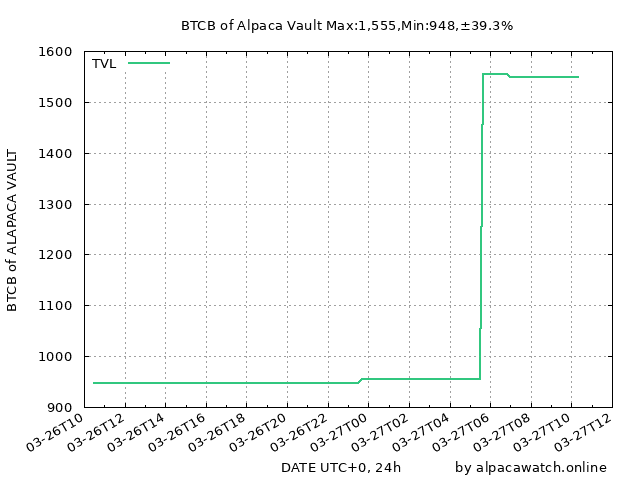 BTCB of Alpaca Vault Max:1,555,Min:948,±39.3%
TVL
1600
1500
1400
1300
1200
1100
1000
900
BTCB of ALAPACA VAULT
03-26T10
03-26T12
03-26T14
03-26T16
03-26T18
03-26T20
03-26T22
03-27T00
03-27T02
03-27T04
03-27T06
03-27T08
03-27T10
03-27T12
DATE UTC+0, 24h
by alpacawatch.online